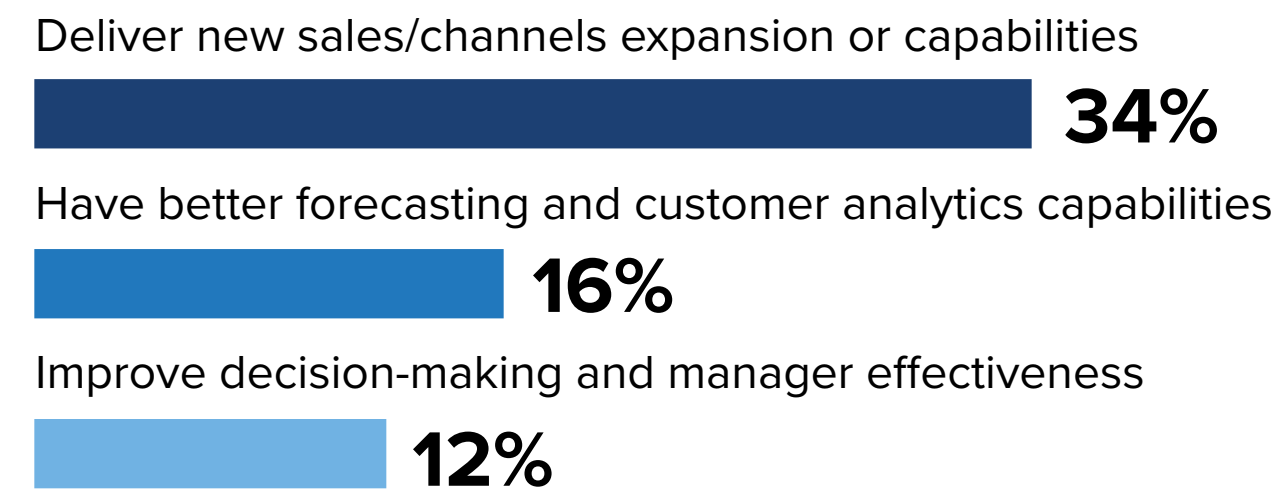 Deliver new sales/channels expansion or capabilities
34%
Have better forecasting and customer analytics capabilities
16%
Improve decision-making and manager effectiveness
12%